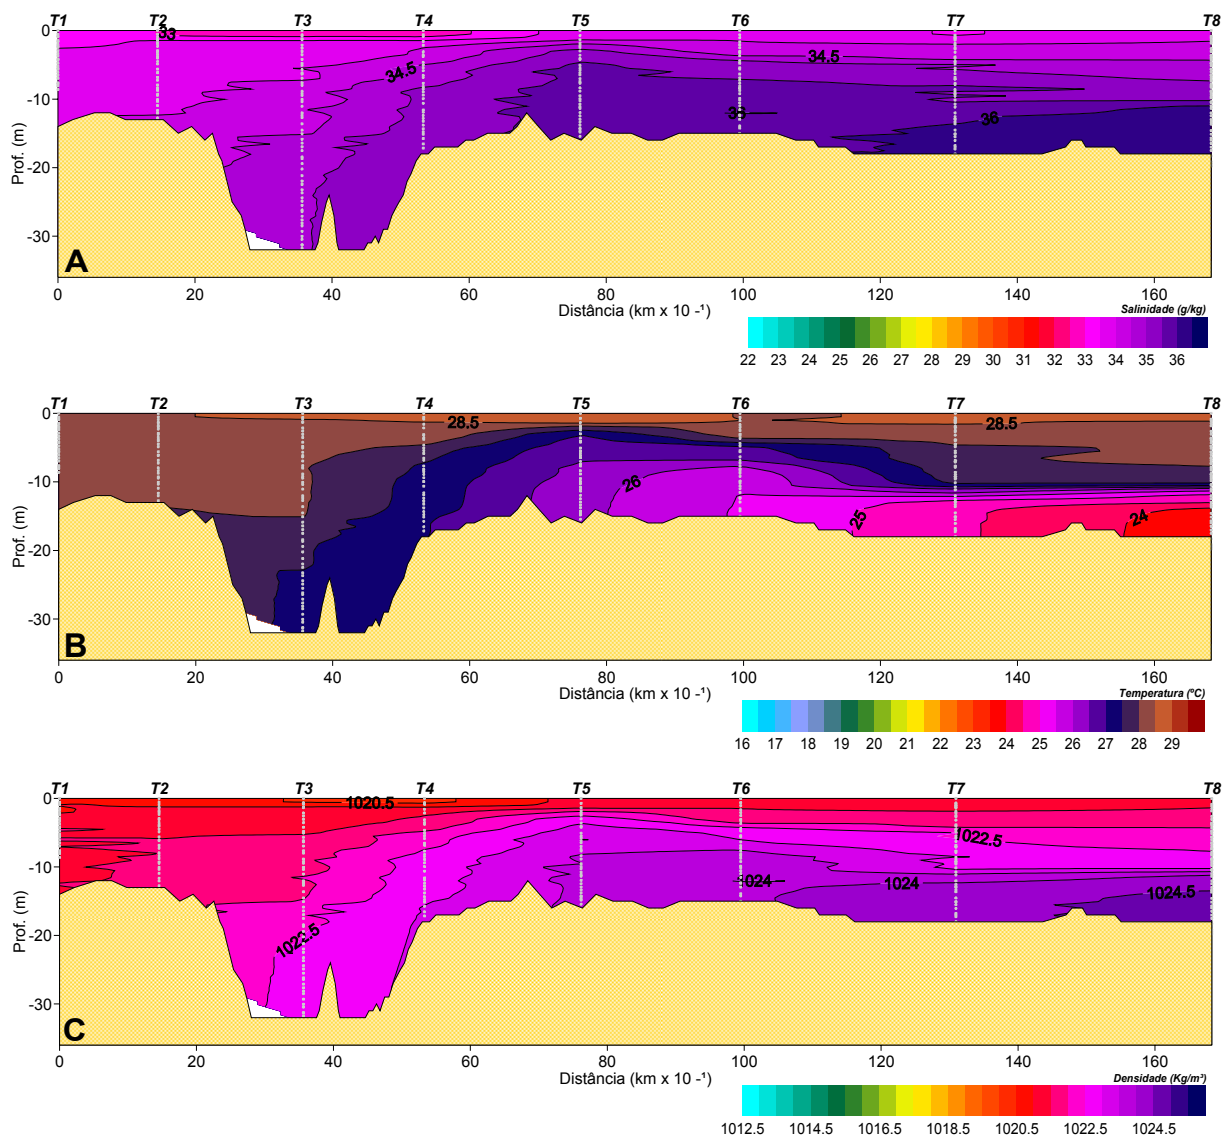 T1 T2 T3 T4 T5 T6 T7 T8
0
33
34.5
34.5
-10
36
-20
-30
Prof. (m)
A
0 20 40 60 80 100 120 140 160
Distância (km x 10 -¹)
Salinidade (g/kg)
22 23 24 25 26 27 28 29 30 31 32 33 34 35 36
T1 T2 T3 T4 T5 T6 T7 T8
0
28.5
28.5
-10
26
25
24
-20
-30
Prof. (m)
B
0 20 40 60 80 100 120 140 160
Distância (km x 10 -¹)
Temperatura (ºC)
16 17 18 19 20 21 22 23 24 25 26 27 28 29
T1 T2 T3 T4 T5 T6 T7 T8
0
1020.5
1022.5
-10
1024
1024
1024.5
-20
1022.5
-30
Prof. (m)
C
0 20 40 60 80 100 120 140 160
Distância (km x 10 -¹)
Densidade (Kg/m³)
1012.5 1014.5 1016.5 1018.5 1020.5 1022.5 1024.5